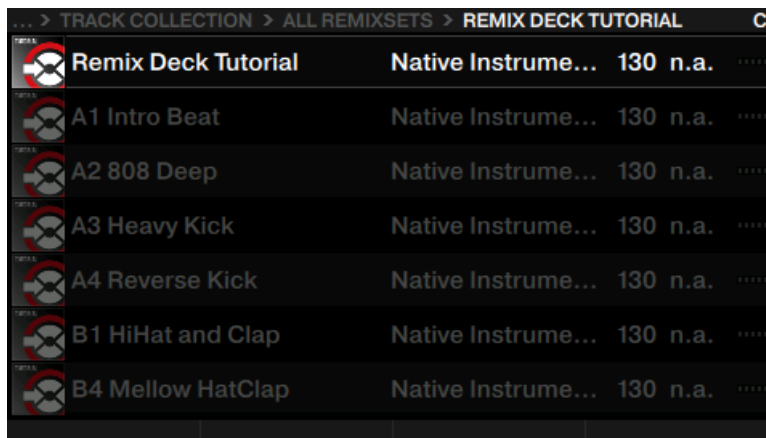 ... > TRACK COLLECTION > ALL REMIXSETS > REMIX DECK TUTORIAL C
Remix Deck Tutorial Native Instrume... 130 n.a.
A1 Intro Beat Native Instrume... 130 n.a.
A2 808 Deep Native Instrume... 130 n.a.
A3 Heavy Kick Native Instrume... 130 n.a.
A4 Reverse Kick Native Instrume... 130 n.a.
B1 HiHat and Clap Native Instrume... 130 n.a.
B4 Mellow HatClap Native Instrume... 130 n.a.